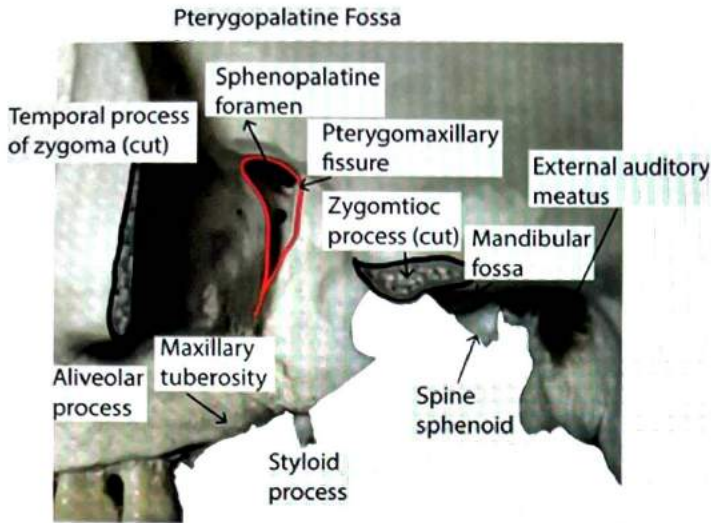 Pterygopalatine Fossa
Sphenopalatine
foramen
Temporal process
of zygoma (cut)
Pterygomaxillary
fissure
External auditory
meatus
Zygomtioc
process (cut)
Mandibular
fossa
Maxillary
tuberosity
Aliveolar
process
Spine
sphenoid
Styloid
process